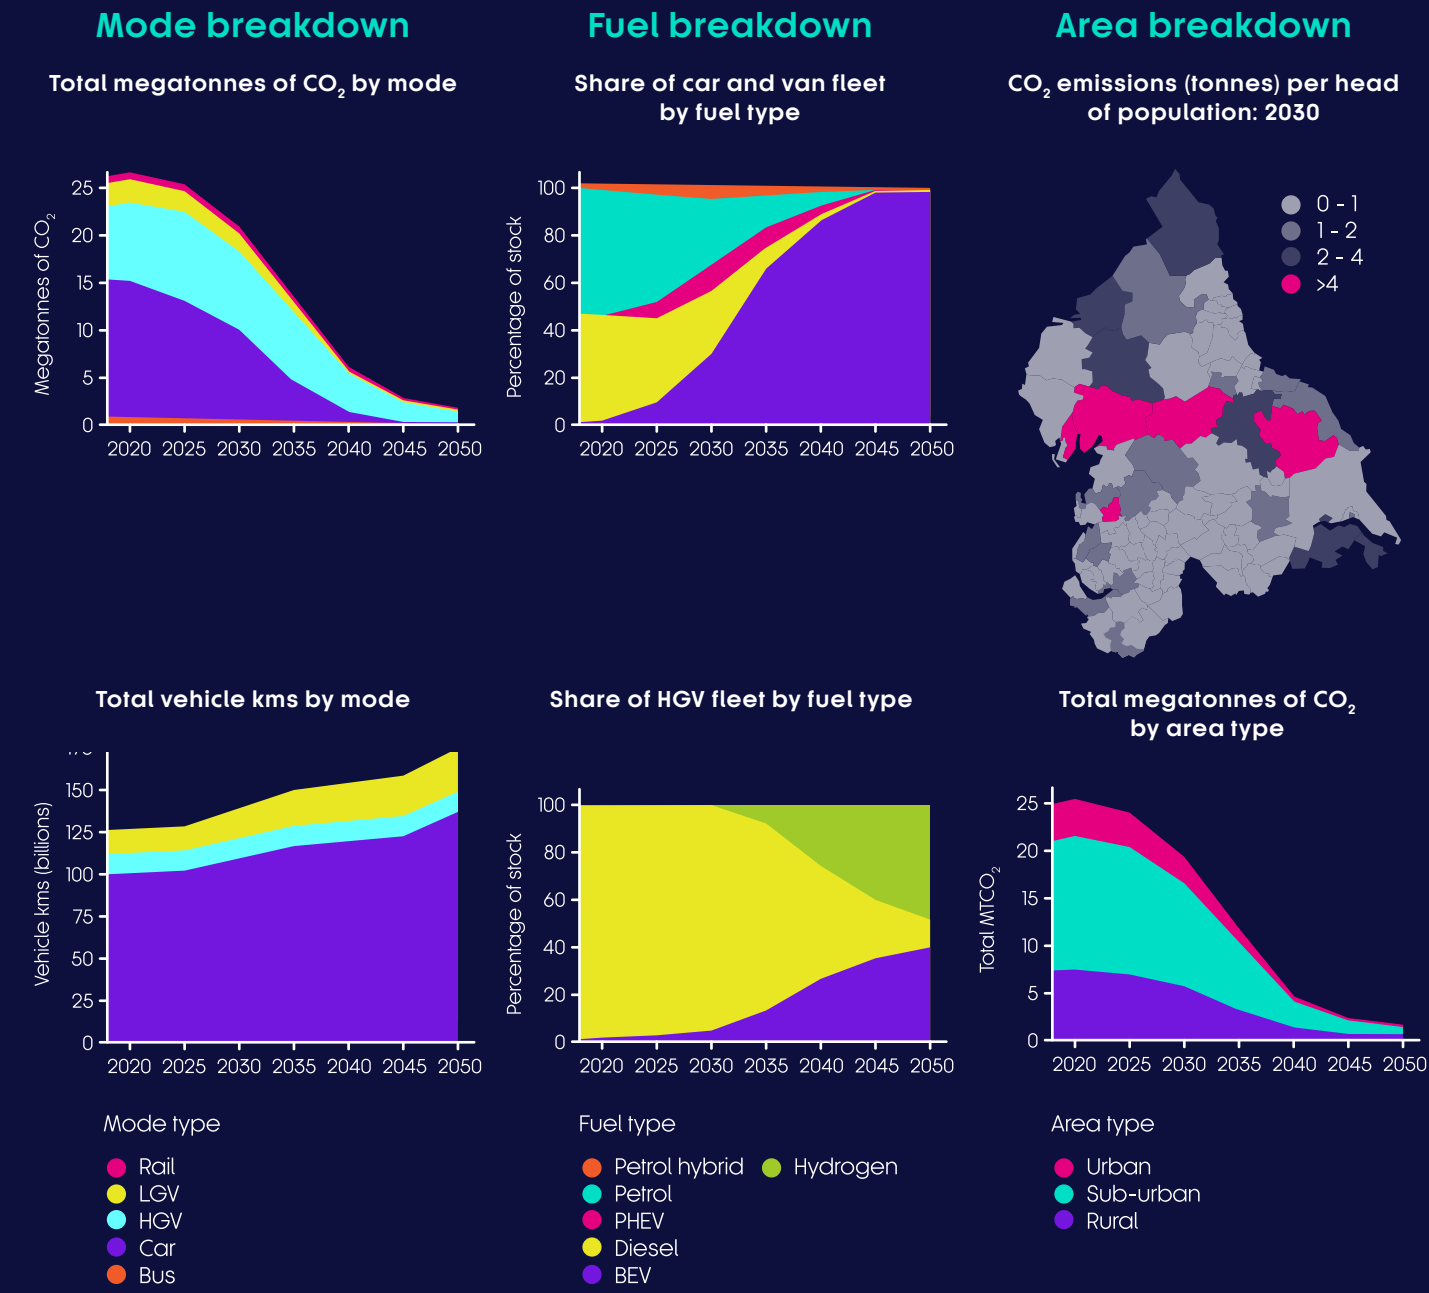 Mode breakdown
Total megatonnes of CO₂ by mode
Megatonnes of CO₂
25
20
15
10
5
0
2020 2025 2030 2035 2040 2045 2050
Total vehicle kms by mode
Vehicle kms (billions)
150
125
100
75
50
25
0
2020 2025 2030 2035 2040 2045 2050
Mode type
Rail
LGV
HGV
Car
Bus
Fuel breakdown
Share of car and van fleet
by fuel type
Percentage of stock
100
80
60
40
20
0
2020 2025 2030 2035 2040 2045 2050
Share of HGV fleet by fuel type
Percentage of stock
100
80
60
40
20
0
2020 2025 2030 2035 2040 2045 2050
Fuel type
Petrol hybrid
Petrol
PHEV
Diesel
BEV
Hydrogen
Area breakdown
CO₂ emissions (tonnes) per head
of population: 2030
0 - 1
1 - 2
2 - 4
>4
Total megatonnes of CO₂
by area type
Total MTCO₂
25
20
15
10
5
0
2020 2025 2030 2035 2040 2045 2050
Area type
Urban
Sub-urban
Rural